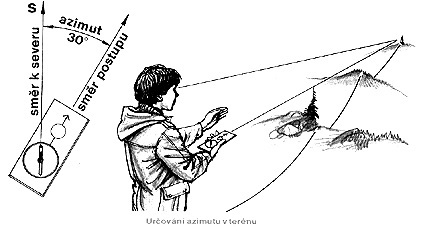 S
azimut
30°
směr k severu
směr postupu
Určování azimutu v terénu